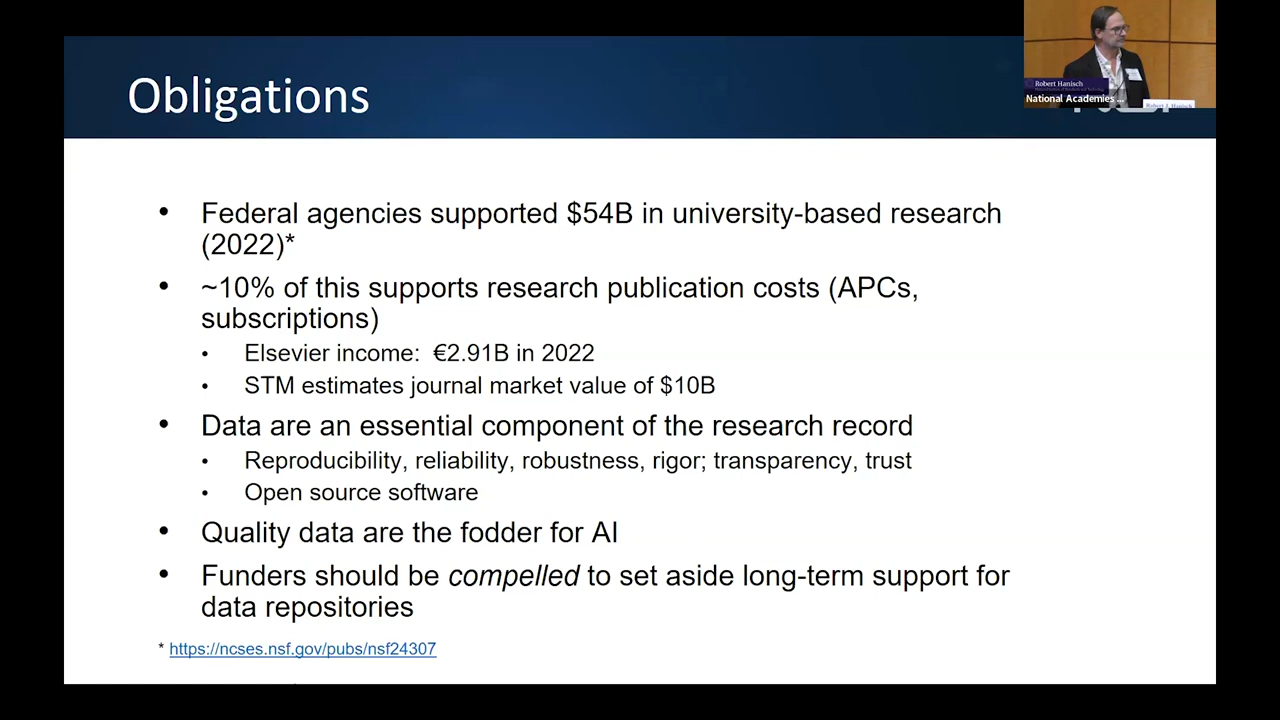 Obligations
Robert Hanisch
National Academies ...
Robert J. Hanisch
• Federal agencies supported $54B in university-based research
(2022)*
• ~10% of this supports research publication costs (APCs,
subscriptions)
• Elsevier income: €2.91B in 2022
• STM estimates journal market value of $10B
• Data are an essential component of the research record
• Reproducibility, reliability, robustness, rigor; transparency, trust
• Open source software
• Quality data are the fodder for AI
• Funders should be compelled to set aside long-term support for
data repositories
* https://ncses.nsf.gov/pubs/nsf24307